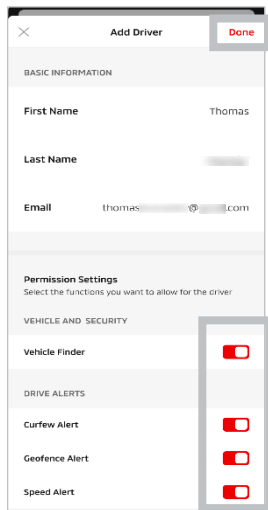 Add Driver Done
BASIC INFORMATION
First Name Thomas
Last Name
Email thomas @ .com
Permission Settings
Select the functions you want to allow for the driver
VEHICLE AND SECURITY
Vehicle Finder
DRIVE ALERTS
Curfew Alert
Geofence Alert
Speed Alert